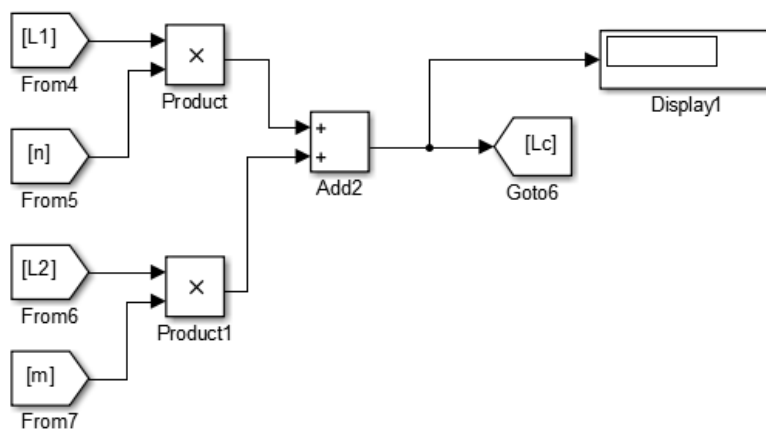 [L1]
From4
×
Product
[n]
From5
+
+
Add2
Display1
[Lc]
Goto6
[L2]
From6
×
Product1
[m]
From7